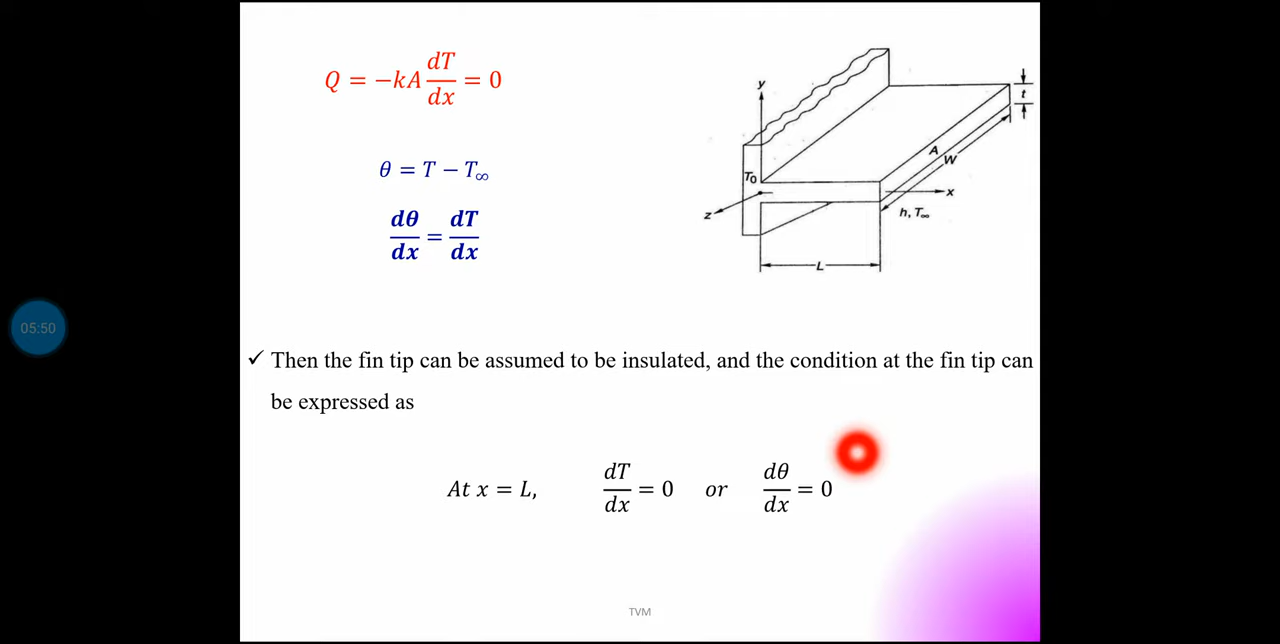 Q = −kA dT/dx = 0
θ = T − T∞
dθ/dx = dT/dx
y
t
A
W
T₀
x
z
h, T∞
L
05:50
✓ Then the fin tip can be assumed to be insulated, and the condition at the fin tip can
be expressed as
At x = L, dT/dx = 0 or dθ/dx = 0
TVM